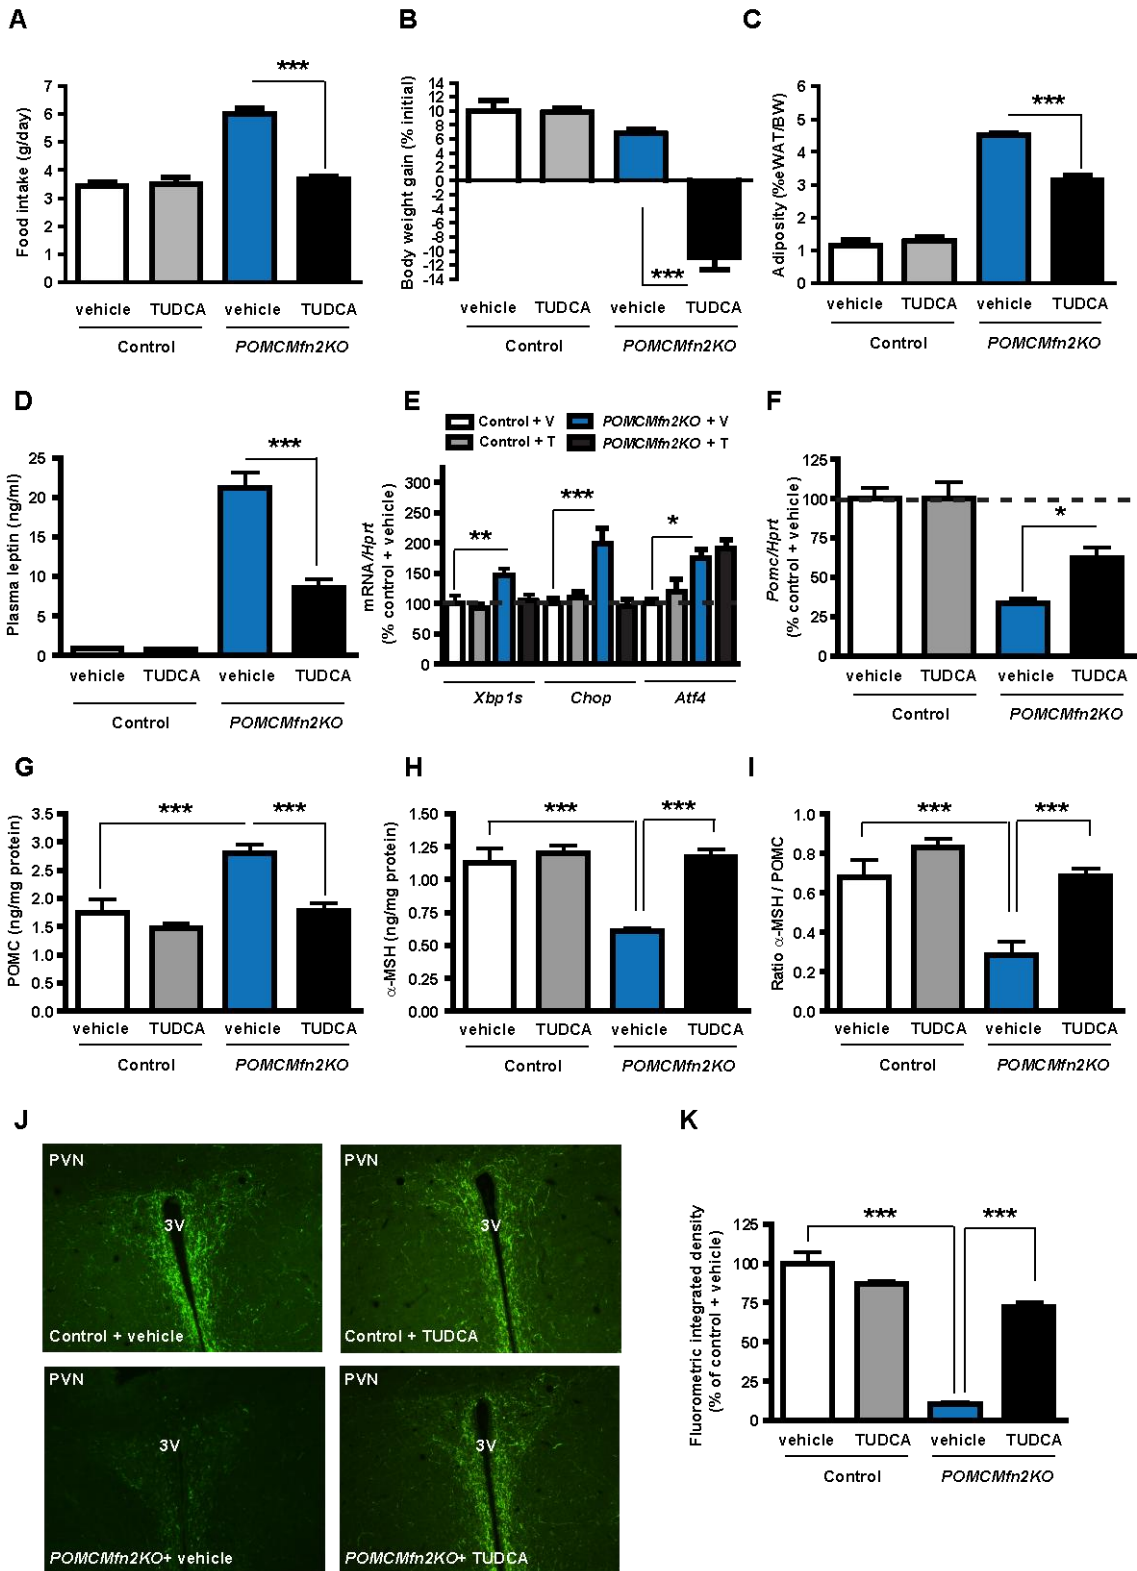 A
Food intake (g/day)
7
6
5
4
3
2
1
0
***
vehicle TUDCA vehicle TUDCA
Control POMCMfn2KO
B
Body weight gain (% initial)
14
12
10
8
6
4
2
0
-2
-4
-6
-8
-10
-12
-14
***
vehicle TUDCA vehicle TUDCA
Control POMCMfn2KO
C
Adiposity (%eWAT/BW)
6
5
4
3
2
1
0
***
vehicle TUDCA vehicle TUDCA
Control POMCMfn2KO
D
Plasma leptin (ng/ml)
25
20
15
10
5
0
***
vehicle TUDCA vehicle TUDCA
Control POMCMfn2KO
E
Control + V POMCMfn2KO + V
Control + T POMCMfn2KO + T
mRNA/Hprt
(% control + vehicle)
300
250
200
150
100
50
0
** *** *
Xbp1s Chop Atf4
F
Pomc/Hprt
(% control + vehicle)
125
100
75
50
25
0
*
vehicle TUDCA vehicle TUDCA
Control POMCMfn2KO
G
POMC (ng/mg protein)
3.5
3.0
2.5
2.0
1.5
1.0
0.5
0.0
*** ***
vehicle TUDCA vehicle TUDCA
Control POMCMfn2KO
H
α-MSH (ng/mg protein)
1.50
1.25
1.00
0.75
0.50
0.25
0.00
*** ***
vehicle TUDCA vehicle TUDCA
Control POMCMfn2KO
I
Ratio α-MSH / POMC
1.0
0.8
0.6
0.4
0.2
0.0
*** ***
vehicle TUDCA vehicle TUDCA
Control POMCMfn2KO
J
PVN
3V
Control + vehicle
PVN
3V
Control + TUDCA
PVN
3V
POMCMfn2KO+ vehicle
PVN
3V
POMCMfn2KO+ TUDCA
K
Fluorometric integrated density
(% of control + vehicle)
125
100
75
50
25
0
*** ***
vehicle TUDCA vehicle TUDCA
Control POMCMfn2KO